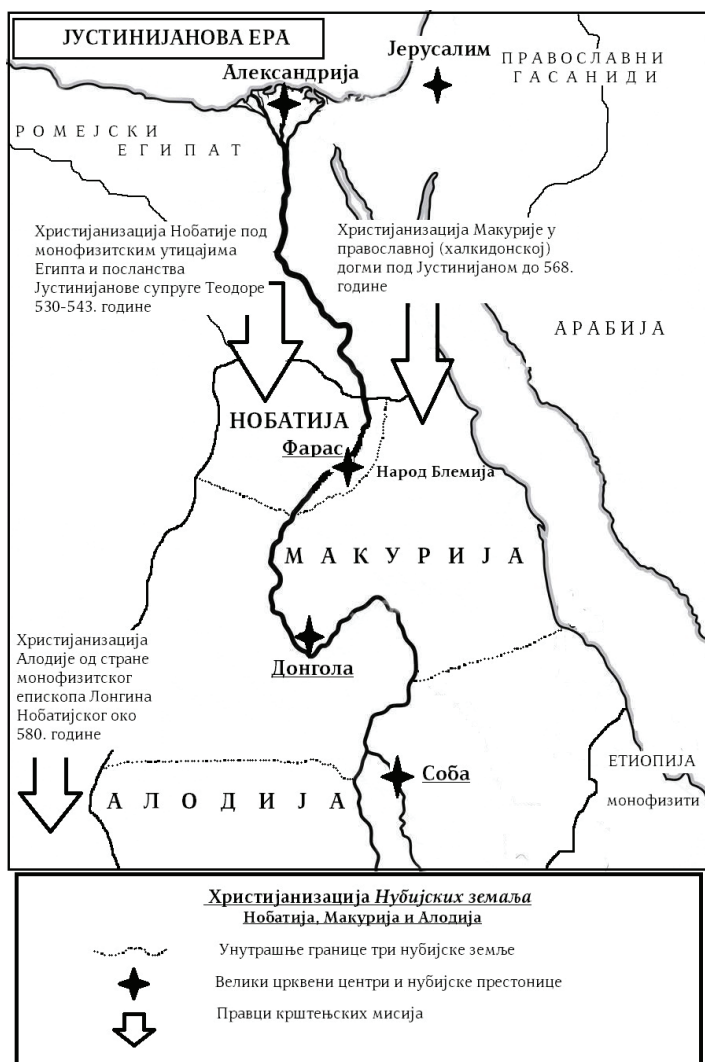 ЈУСТИНИЈАНОВА ЕРА
Јерусалим
Александрија
ПРАВОСЛАВНИ
ГАСАНИДИ
РОМЕЈСКИ
ЕГИПАТ
Христијанизација Нобатије под
монофизитским утицајима
Египта и посланства
Јустинијанове супруге Теодоре
530-543. године
Христијанизација Макурије у
православној (халкидонској)
догми под Јустинијаном до 568.
године
АРАБИЈА
НОБАТИЈА
Фарас
Народ Блемија
МАКУРИЈА
Донгола
Христијанизација
Алодије од стране
монофизитског
епископа Лонгина
Нобатијског око
580. године
Соба
АЛОДИЈА
ЕТИОПИЈА
монофизити
Христијанизација Нубијских земаља
Нобатија, Макурија и Алодија
Унутрашње границе три нубијске земље
Велики црквени центри и нубијске престонице
Правци крштењских мисија